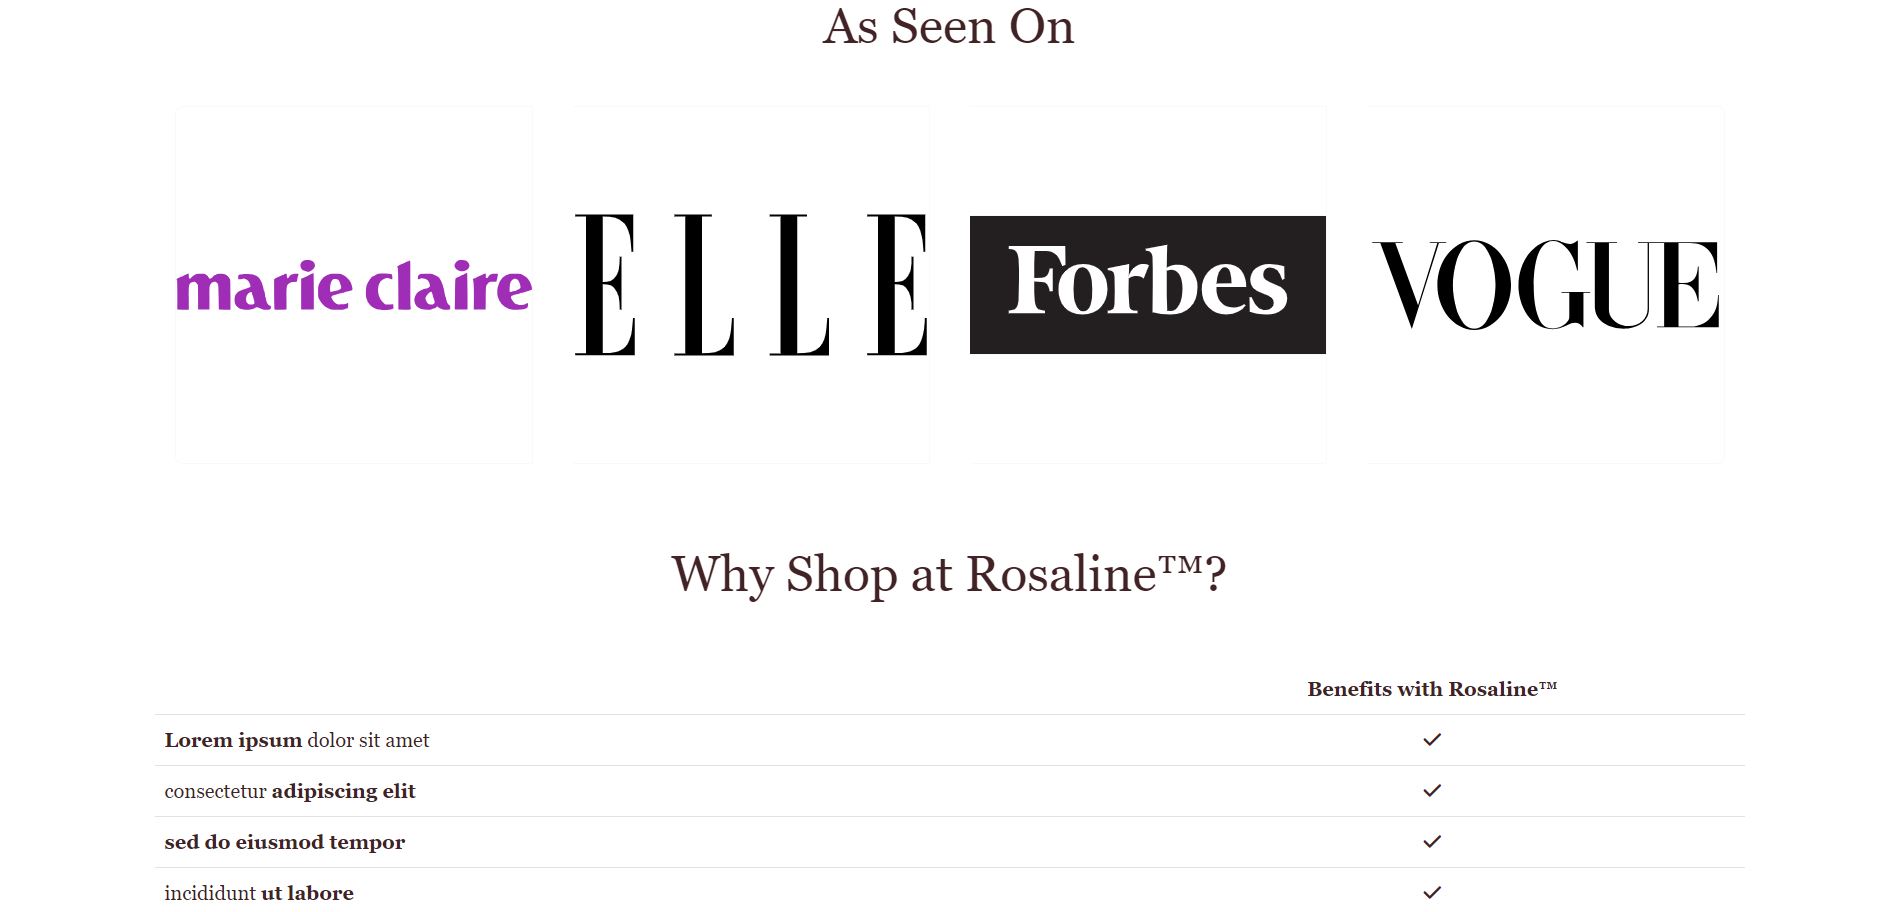 As Seen On
marie claire
ELLE
Forbes
VOGUE
Why Shop at Rosaline™?
Benefits with Rosaline™
Lorem ipsum dolor sit amet
consectetur adipiscing elit
sed do eiusmod tempor
incididunt ut labore